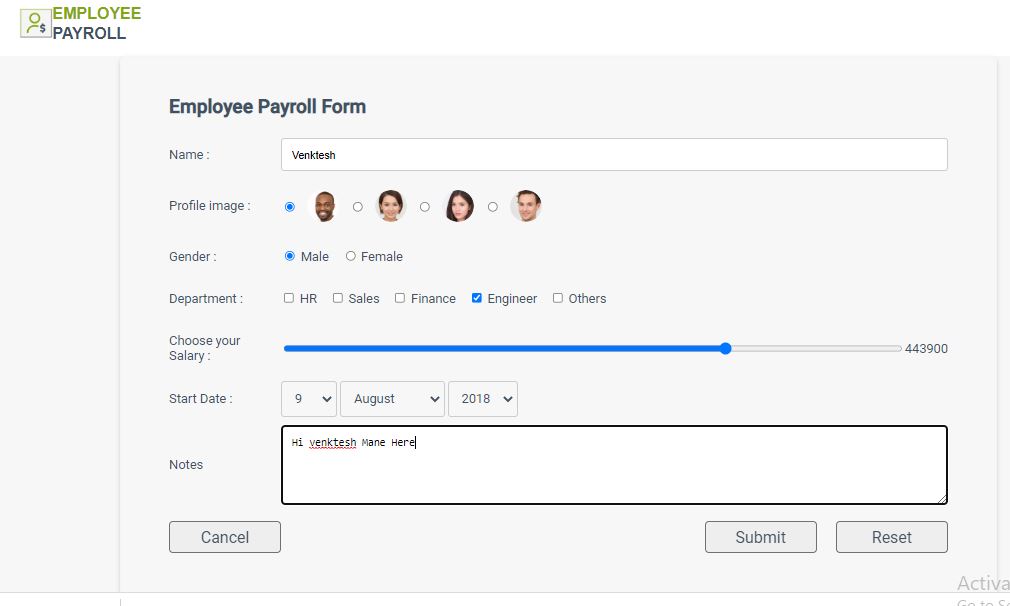 EMPLOYEE
PAYROLL
Employee Payroll Form
Name : Venktesh
Profile image :
Gender : Male Female
Department : HR Sales Finance Engineer Others
Choose your
Salary : 443900
Start Date : 9 August 2018
Notes Hi venktesh Mane Here
Cancel Submit Reset
Activa
Go to S